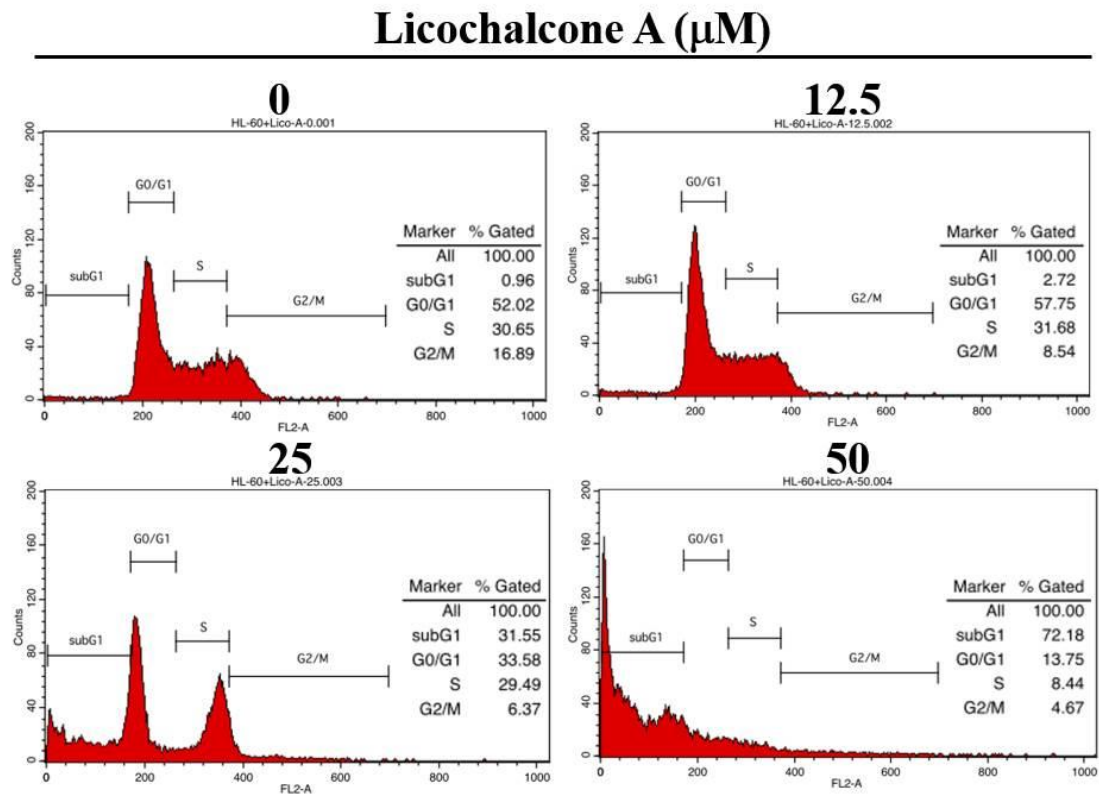 Licochalcone A (μM)
0
HL-60+Lico-A-0.001
200
160
120
80
40
0
Counts
subG1
G0/G1
S
G2/M
Marker % Gated
All 100.00
subG1 0.96
G0/G1 52.02
S 30.65
G2/M 16.89
0 200 400 600 800 1000
FL2-A
12.5
HL-60+Lico-A-12.5.002
200
160
120
80
40
0
Counts
subG1
G0/G1
S
G2/M
Marker % Gated
All 100.00
subG1 2.72
G0/G1 57.75
S 31.68
G2/M 8.54
0 200 400 600 800 1000
FL2-A
25
HL-60+Lico-A-25.003
200
160
120
80
40
0
Counts
subG1
G0/G1
S
G2/M
Marker % Gated
All 100.00
subG1 31.55
G0/G1 33.58
S 29.49
G2/M 6.37
0 200 400 600 800 1000
FL2-A
50
HL-60+Lico-A-50.004
200
160
120
80
40
0
Counts
subG1
G0/G1
S
G2/M
Marker % Gated
All 100.00
subG1 72.18
G0/G1 13.75
S 8.44
G2/M 4.67
0 200 400 600 800 1000
FL2-A